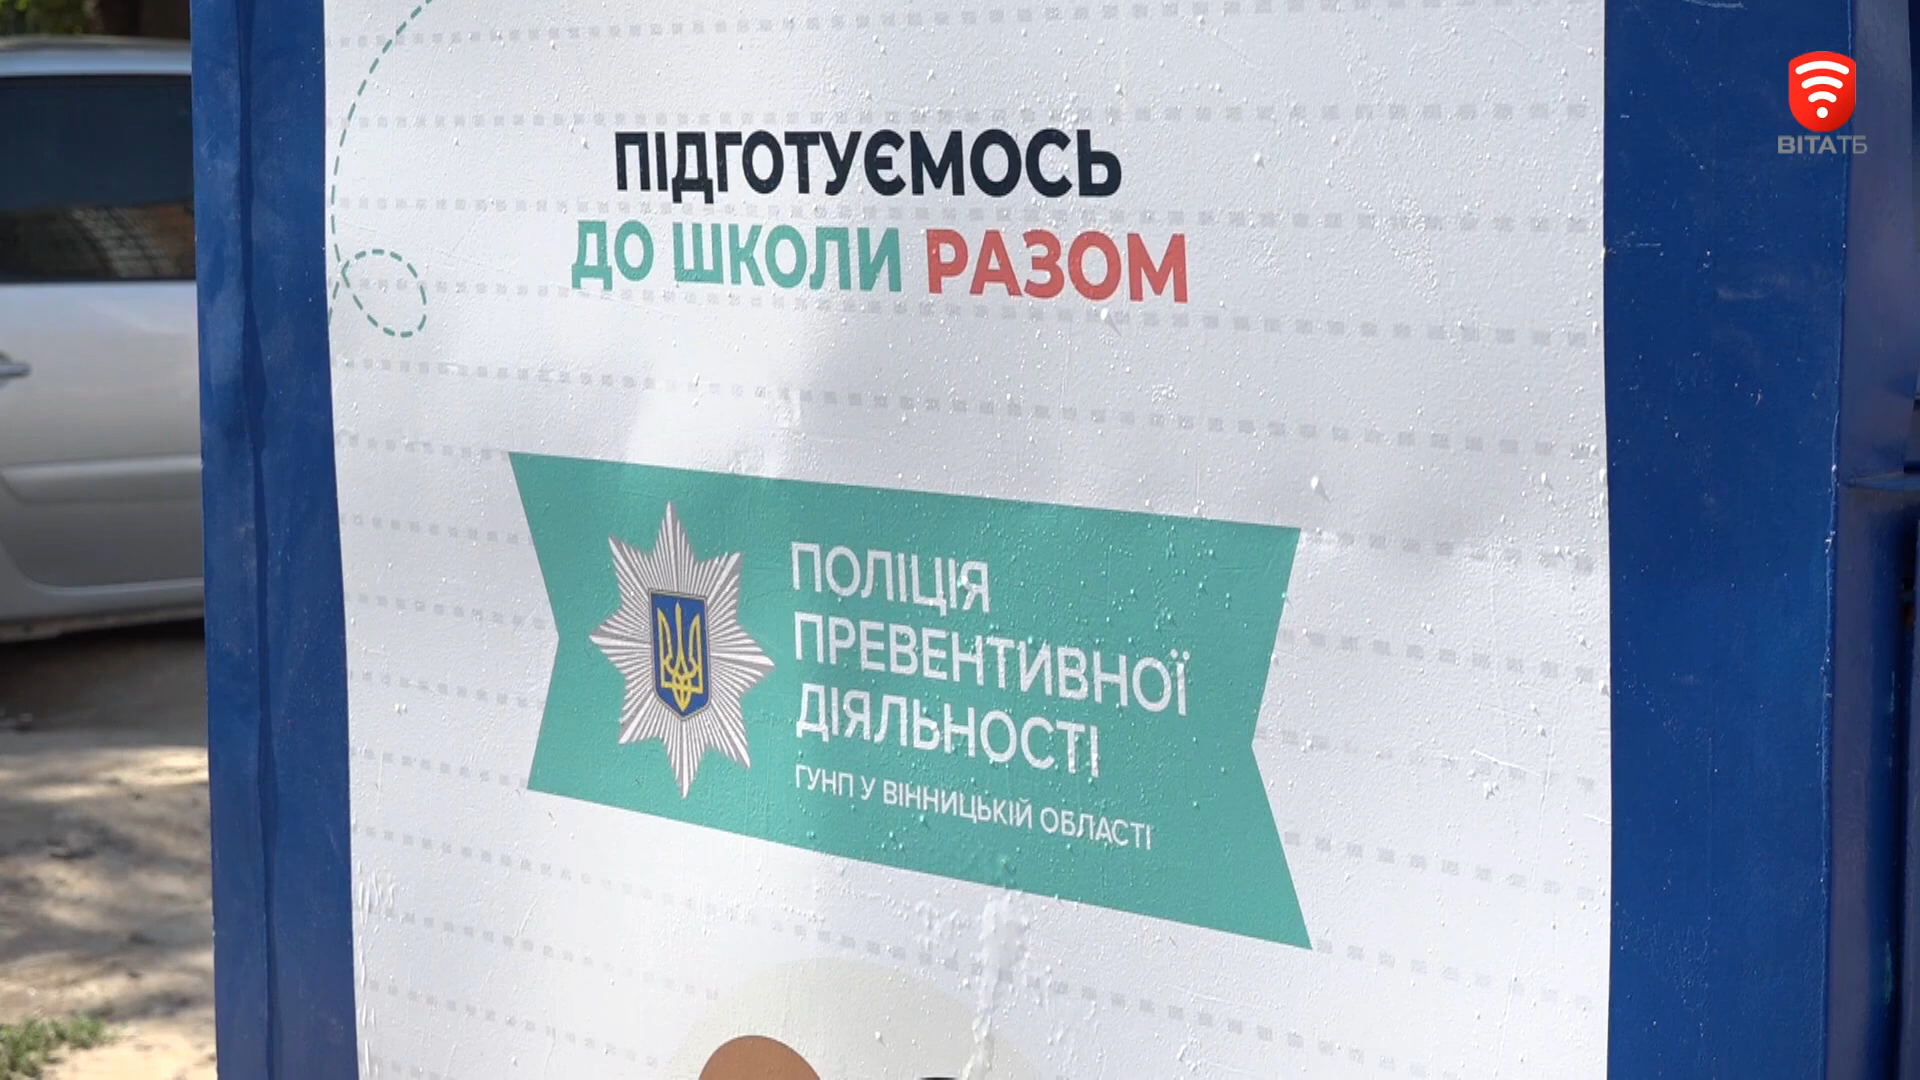 ПІДГОТУЄМОСЬ
ДО ШКОЛИ РАЗОМ
ПОЛІЦІЯ
ПРЕВЕНТИВНОЇ
ДІЯЛЬНОСТІ
ГУНП У ВІННИЦЬКІЙ ОБЛАСТІ
ВІТАТБ